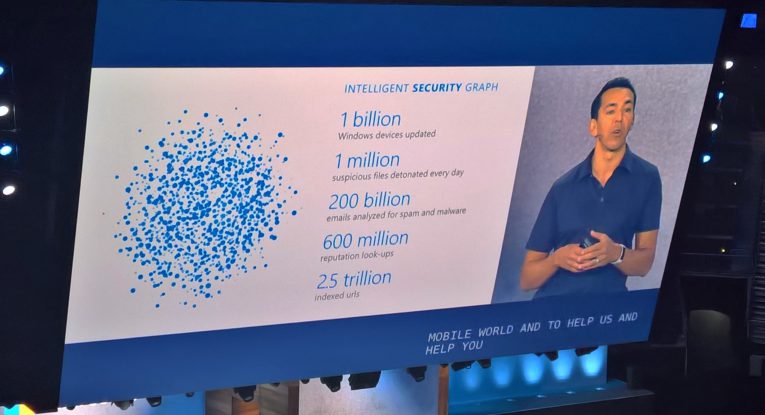 INTELLIGENT SECURITY GRAPH
1 billion
Windows devices updated
1 million
suspicious files detonated every day
200 billion
emails analyzed for spam and malware
600 million
reputation look-ups
2.5 trillion
indexed urls
MOBILE WORLD AND TO HELP US AND
HELP YOU